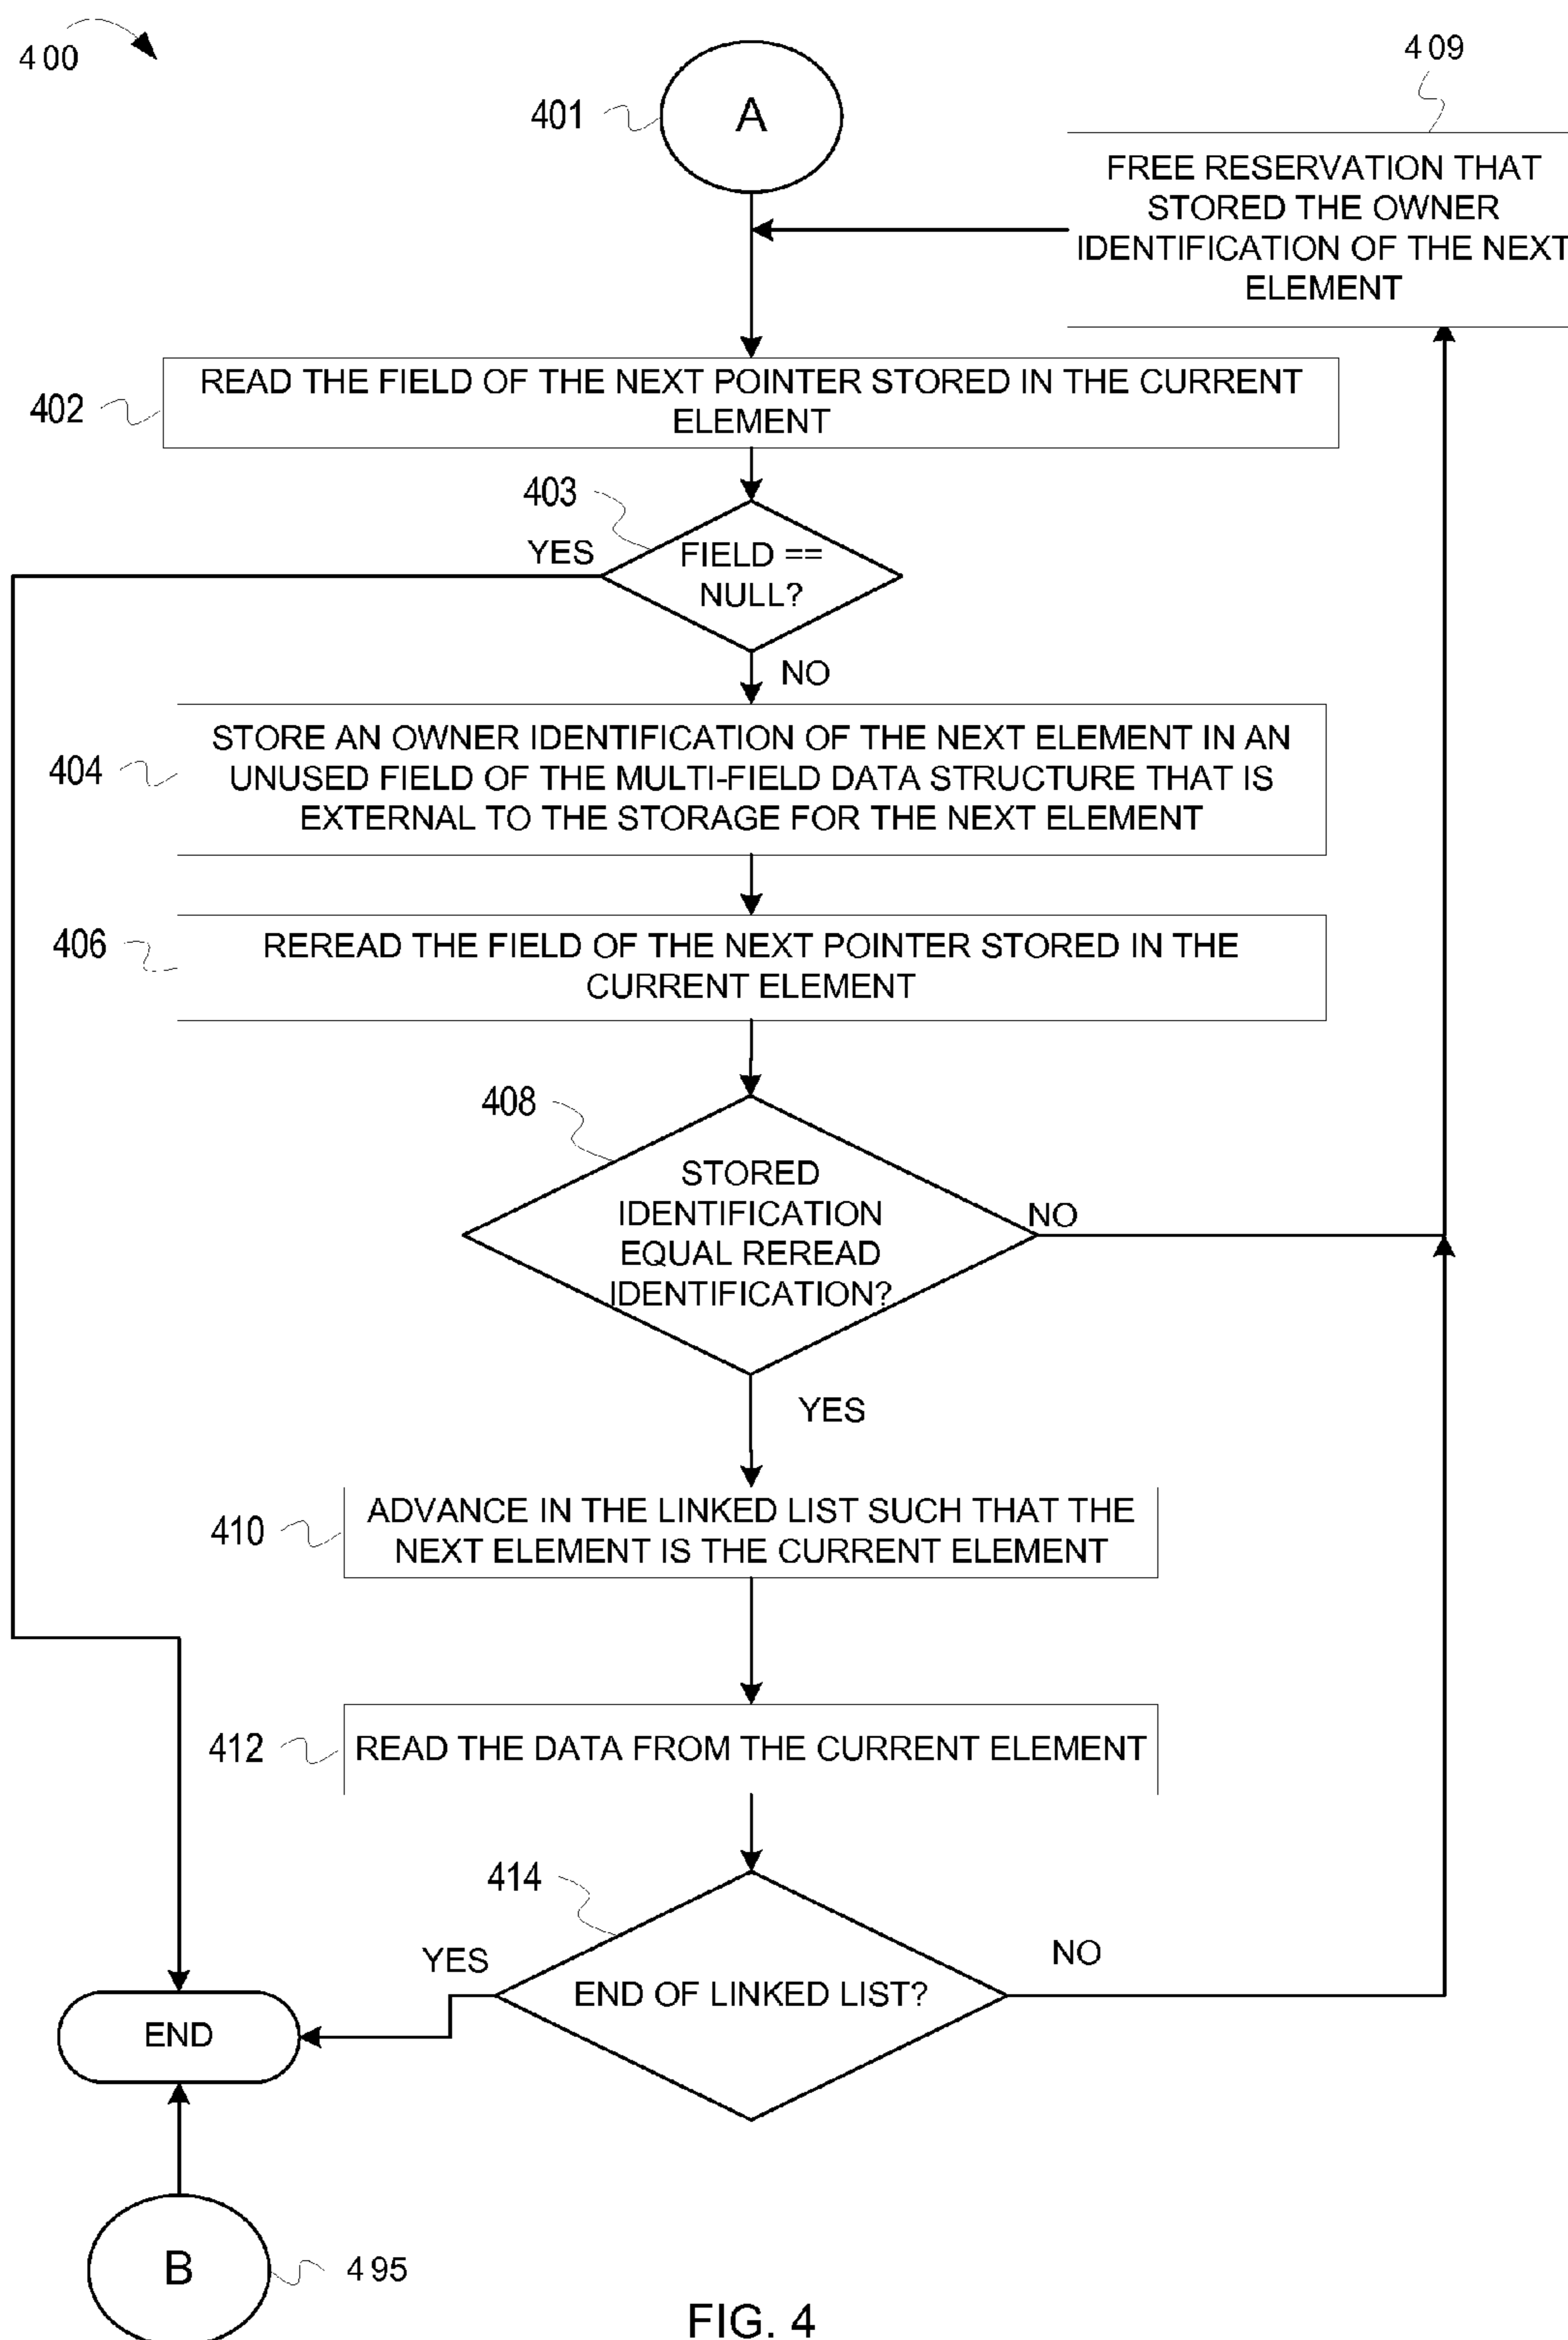 400
409
401
A
FREE RESERVATION THAT
STORED THE OWNER
IDENTIFICATION OF THE NEXT
ELEMENT
402
READ THE FIELD OF THE NEXT POINTER STORED IN THE CURRENT
ELEMENT
403
YES
FIELD ==
NULL?
NO
404
STORE AN OWNER IDENTIFICATION OF THE NEXT ELEMENT IN AN
UNUSED FIELD OF THE MULTI-FIELD DATA STRUCTURE THAT IS
EXTERNAL TO THE STORAGE FOR THE NEXT ELEMENT
406
REREAD THE FIELD OF THE NEXT POINTER STORED IN THE
CURRENT ELEMENT
408
STORED
IDENTIFICATION
EQUAL REREAD
IDENTIFICATION?
NO
YES
410
ADVANCE IN THE LINKED LIST SUCH THAT THE
NEXT ELEMENT IS THE CURRENT ELEMENT
412
READ THE DATA FROM THE CURRENT ELEMENT
414
YES
NO
END OF LINKED LIST?
END
B
495
FIG. 4